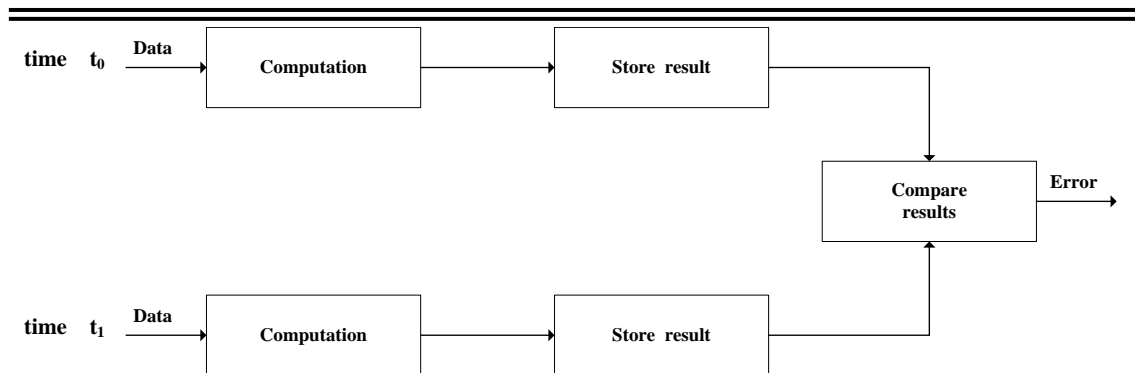 time t₀
Data
Computation
Store result
Compare
results
Error
time t₁
Data
Computation
Store result